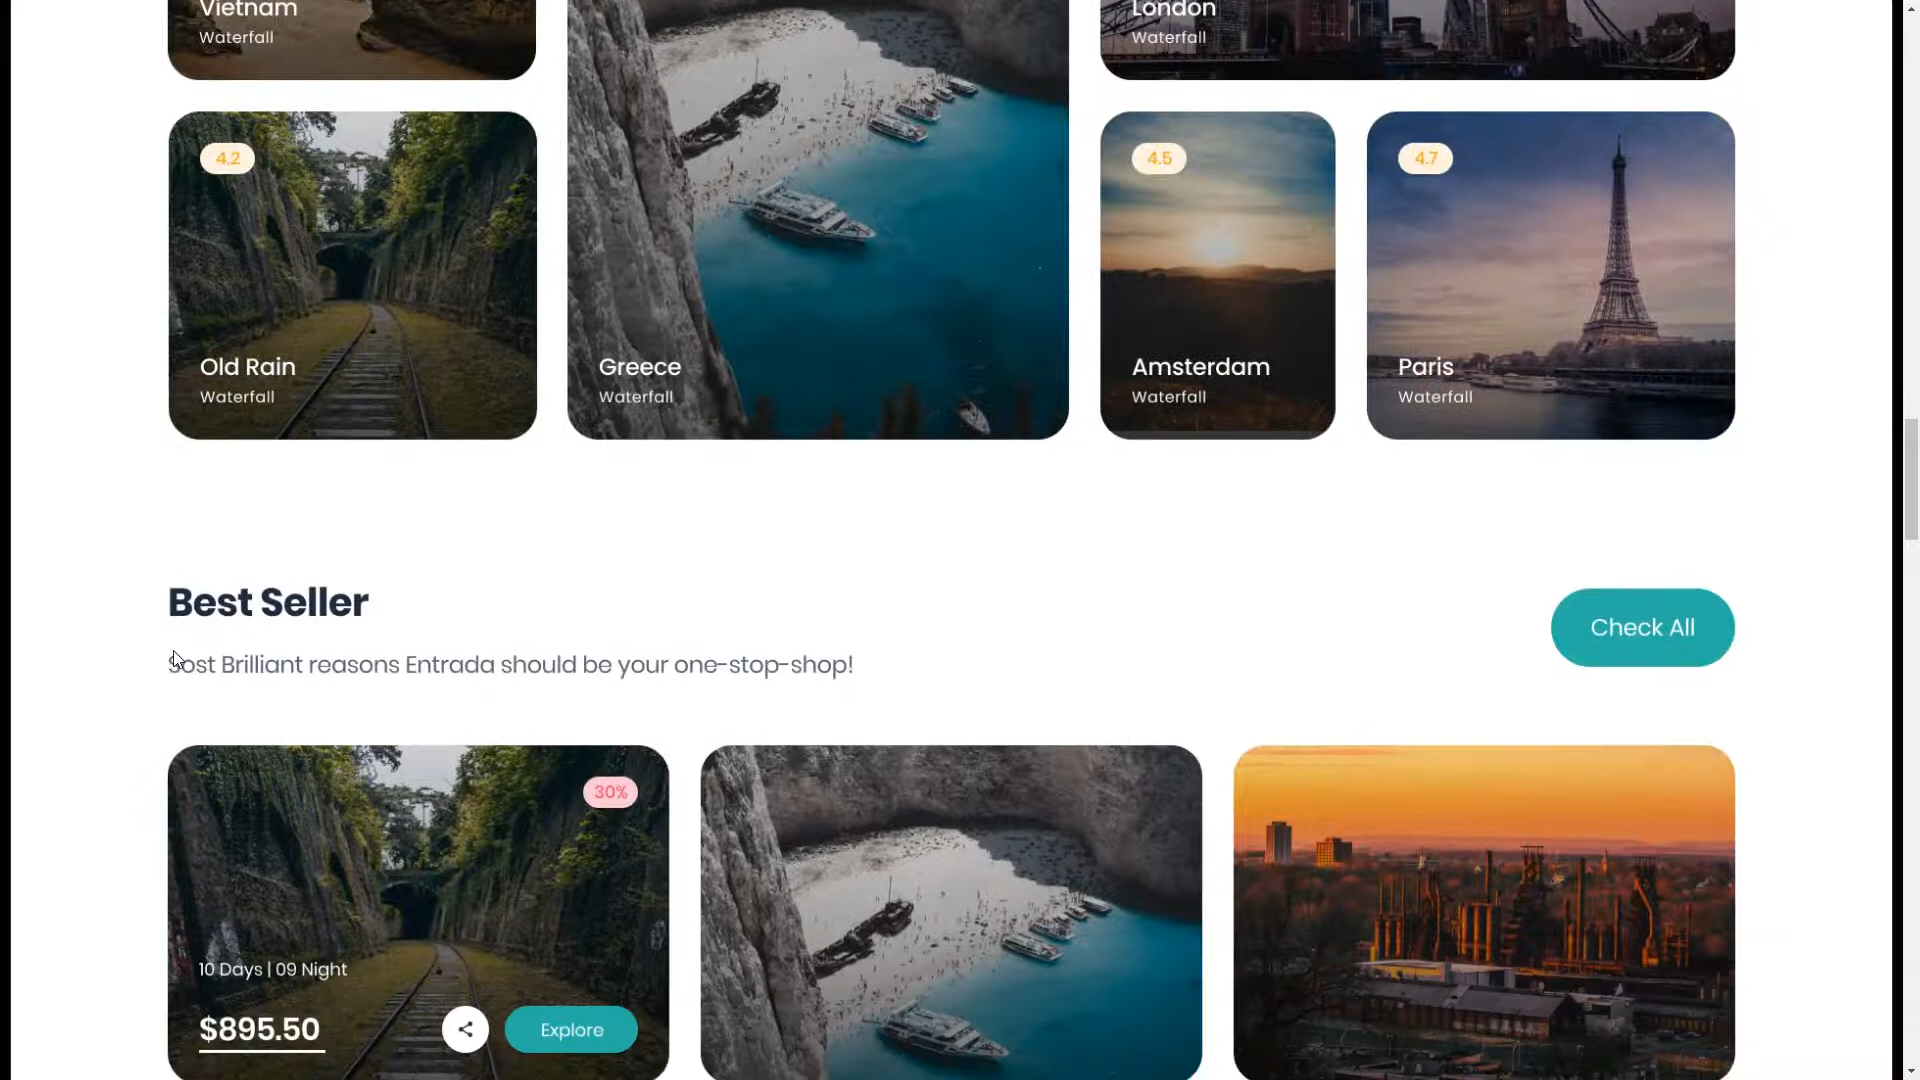 Vietnam
Waterfall
London
Waterfall
4.2
Old Rain
Waterfall
Greece
Waterfall
4.5
Amsterdam
Waterfall
4.7
Paris
Waterfall
Best Seller
Sost Brilliant reasons Entrada should be your one-stop-shop!
Check All
30%
10 Days | 09 Night
$895.50
Explore